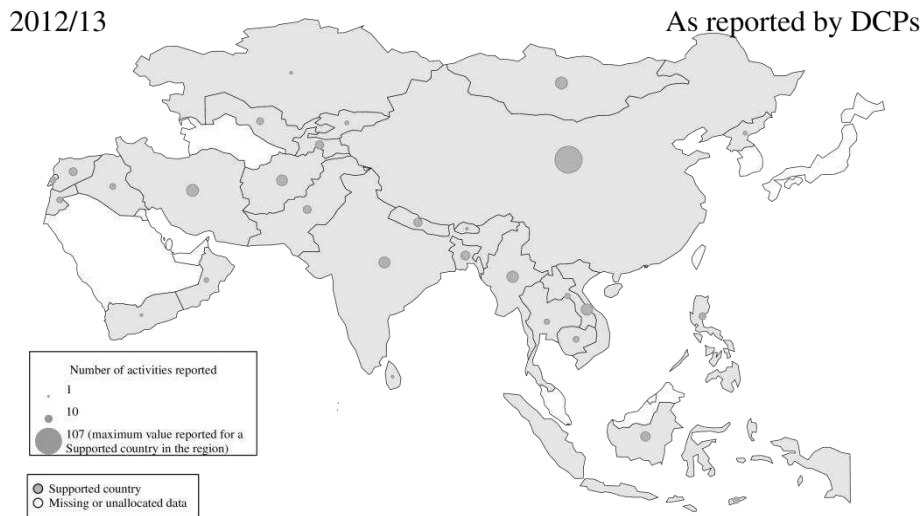 2012/13
As reported by DCPs
Number of activities reported
1
10
107 (maximum value reported for a
Supported country in the region)
Supported country
Missing or unallocated data